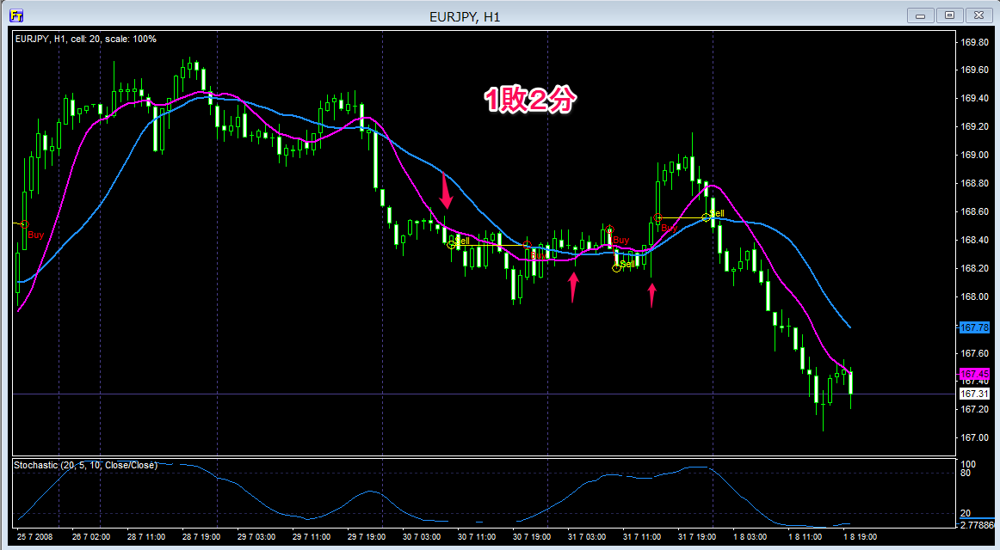 EURJPY, H1
EURJPY, H1, cell: 20, scale: 100%
1敗2分
169.80
169.60
169.40
169.20
169.00
168.80
168.60
168.40
168.20
168.00
167.78
167.60
167.45
167.40
167.31
167.20
167.00
Buy
Sell
Buy
Buy
Sell
Buy
Sell
Stochastic (20, 5, 10, Close/Close)
100
80
20
2.778860
25 7 2008 26 7 02:00 28 7 11:00 28 7 19:00 29 7 03:00 29 7 11:00 29 7 19:00 30 7 03:00 30 7 11:00 30 7 19:00 31 7 03:00 31 7 11:00 31 7 19:00 1 8 03:00 1 8 11:00 1 8 19:00